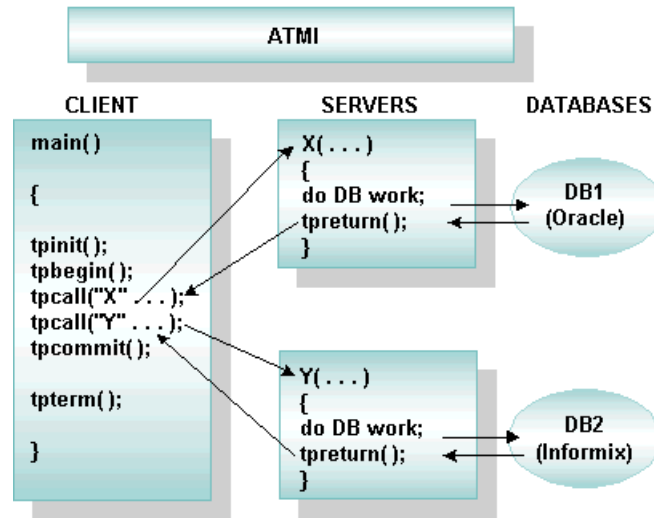 ATMI
CLIENT
main()
{
tpinit();
tpbegin();
tpcall("X" . . . );
tpcall("Y" . . . );
tpcommit();
tpterm();
}
SERVERS
X( . . . )
{
do DB work;
tpreturn();
}
Y( . . . )
{
do DB work;
tpreturn();
}
DATABASES
DB1
(Oracle)
DB2
(Informix)